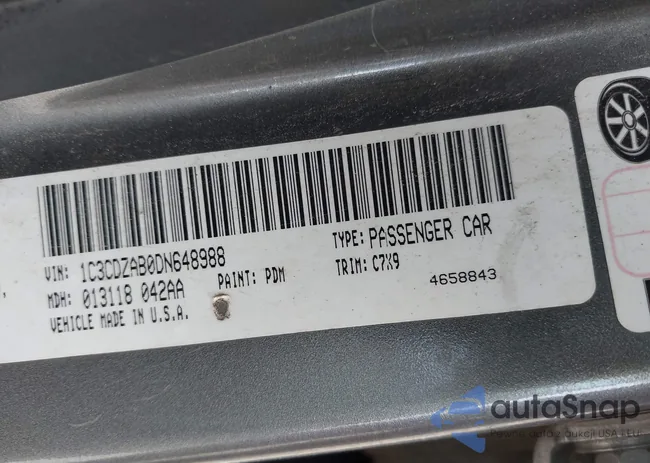 VIN: 1C3CDZAB0DN648988
TYPE: PASSENGER CAR
MDH: 013118 042AA
PAINT: PDM
TRIM: C7X9
VEHICLE MADE IN U.S.A.
4658843
autaSnap